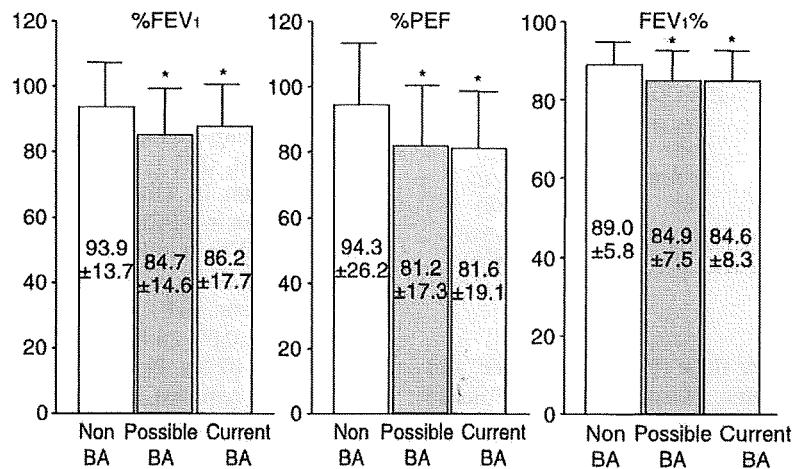 %FEV1
120
100
80
60
40
20
0
*
*
93.9
±13.7
84.7
±14.6
86.2
±17.7
Non
BA
Possible
BA
Current
BA
%PEF
120
100
80
60
40
20
0
*
*
94.3
±26.2
81.2
±17.3
81.6
±19.1
Non
BA
Possible
BA
Current
BA
FEV1%
100
80
60
40
20
0
*
*
89.0
±5.8
84.9
±7.5
84.6
±8.3
Non
BA
Possible
BA
Current
BA